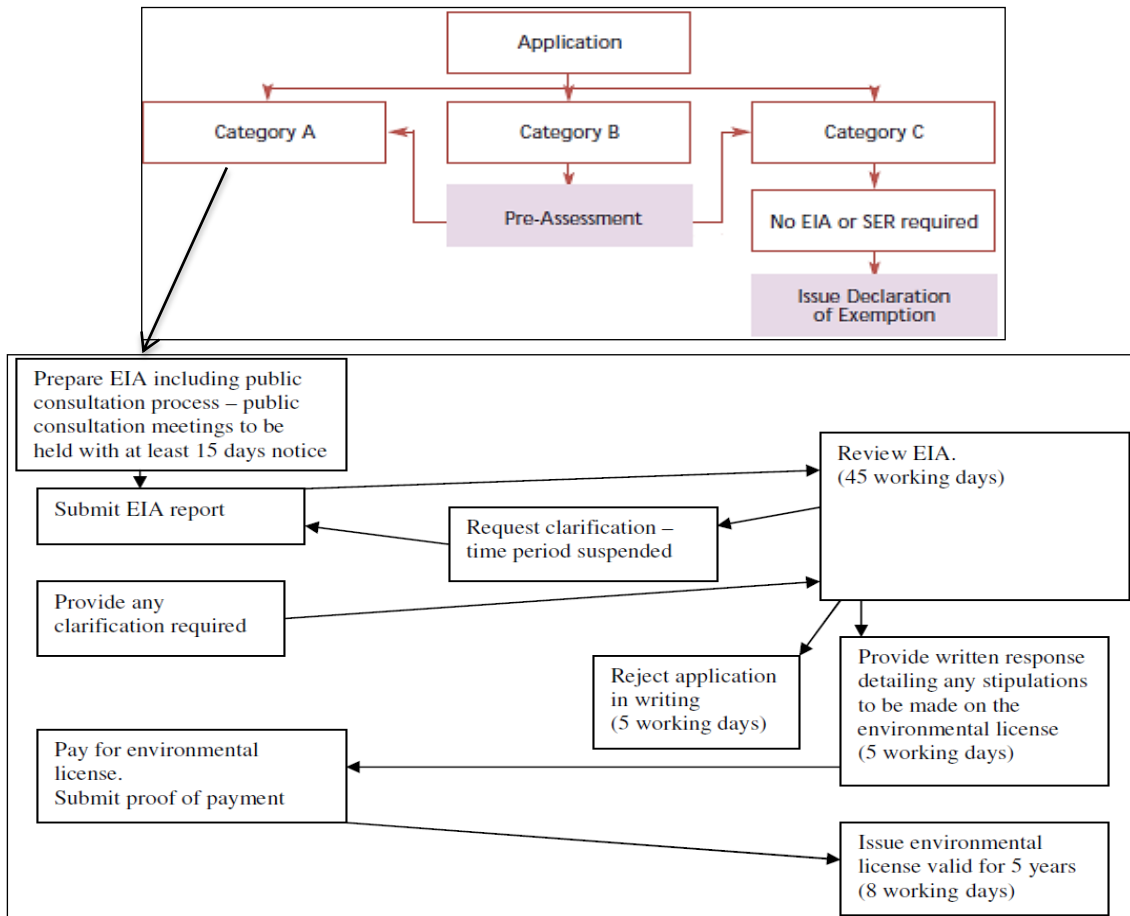 Application
Category A
Category B
Category C
Pre-Assessment
No EIA or SER required
Issue Declaration
of Exemption
Prepare EIA including public
consultation process – public
consultation meetings to be
held with at least 15 days notice
Submit EIA report
Review EIA.
(45 working days)
Request clarification –
time period suspended
Provide any
clarification required
Reject application
in writing
(5 working days)
Provide written response
detailing any stipulations
to be made on the
environmental license
(5 working days)
Pay for environmental
license.
Submit proof of payment
Issue environmental
license valid for 5 years
(8 working days)